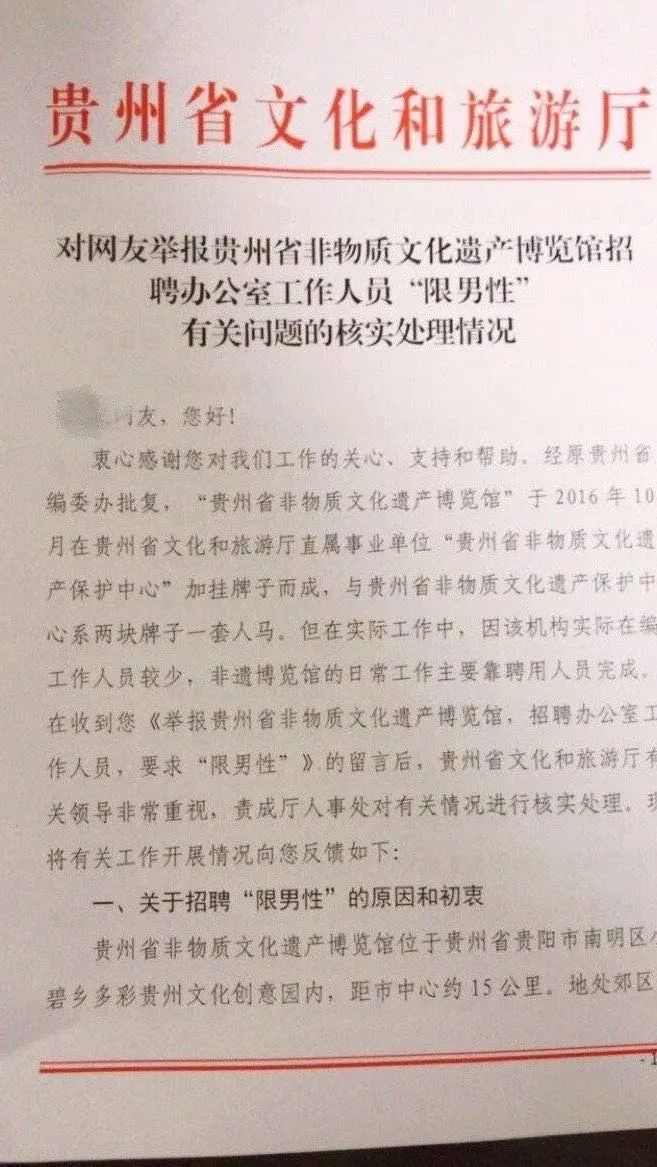 贵州省文化和旅游厅
对网友举报贵州省非物质文化遗产博览馆招
聘办公室工作人员“限男性”
有关问题的核实处理情况
网友，您好！
衷心感谢您对我们工作的关心、支持和帮助。经原贵州省
编委办批复，“贵州省非物质文化遗产博览馆”于2016年10
月在贵州省文化和旅游厅直属事业单位“贵州省非物质文化遗
产保护中心”加挂牌子而成，与贵州省非物质文化遗产保护中
心系两块牌子一套人马。但在实际工作中，因该机构实际在编
工作人员较少，非遗博览馆的日常工作主要靠聘用人员完成。
在收到您《举报贵州省非物质文化遗产博览馆，招聘办公室工
作人员，要求“限男性”》的留言后，贵州省文化和旅游厅有
关领导非常重视，责成厅人事处对有关情况进行核实处理。现
将有关工作开展情况向您反馈如下：
一、关于招聘“限男性”的原因和初衷
贵州省非物质文化遗产博览馆位于贵州省贵阳市南明区小
碧乡多彩贵州文化创意园内，距市中心约15公里。地处郊区